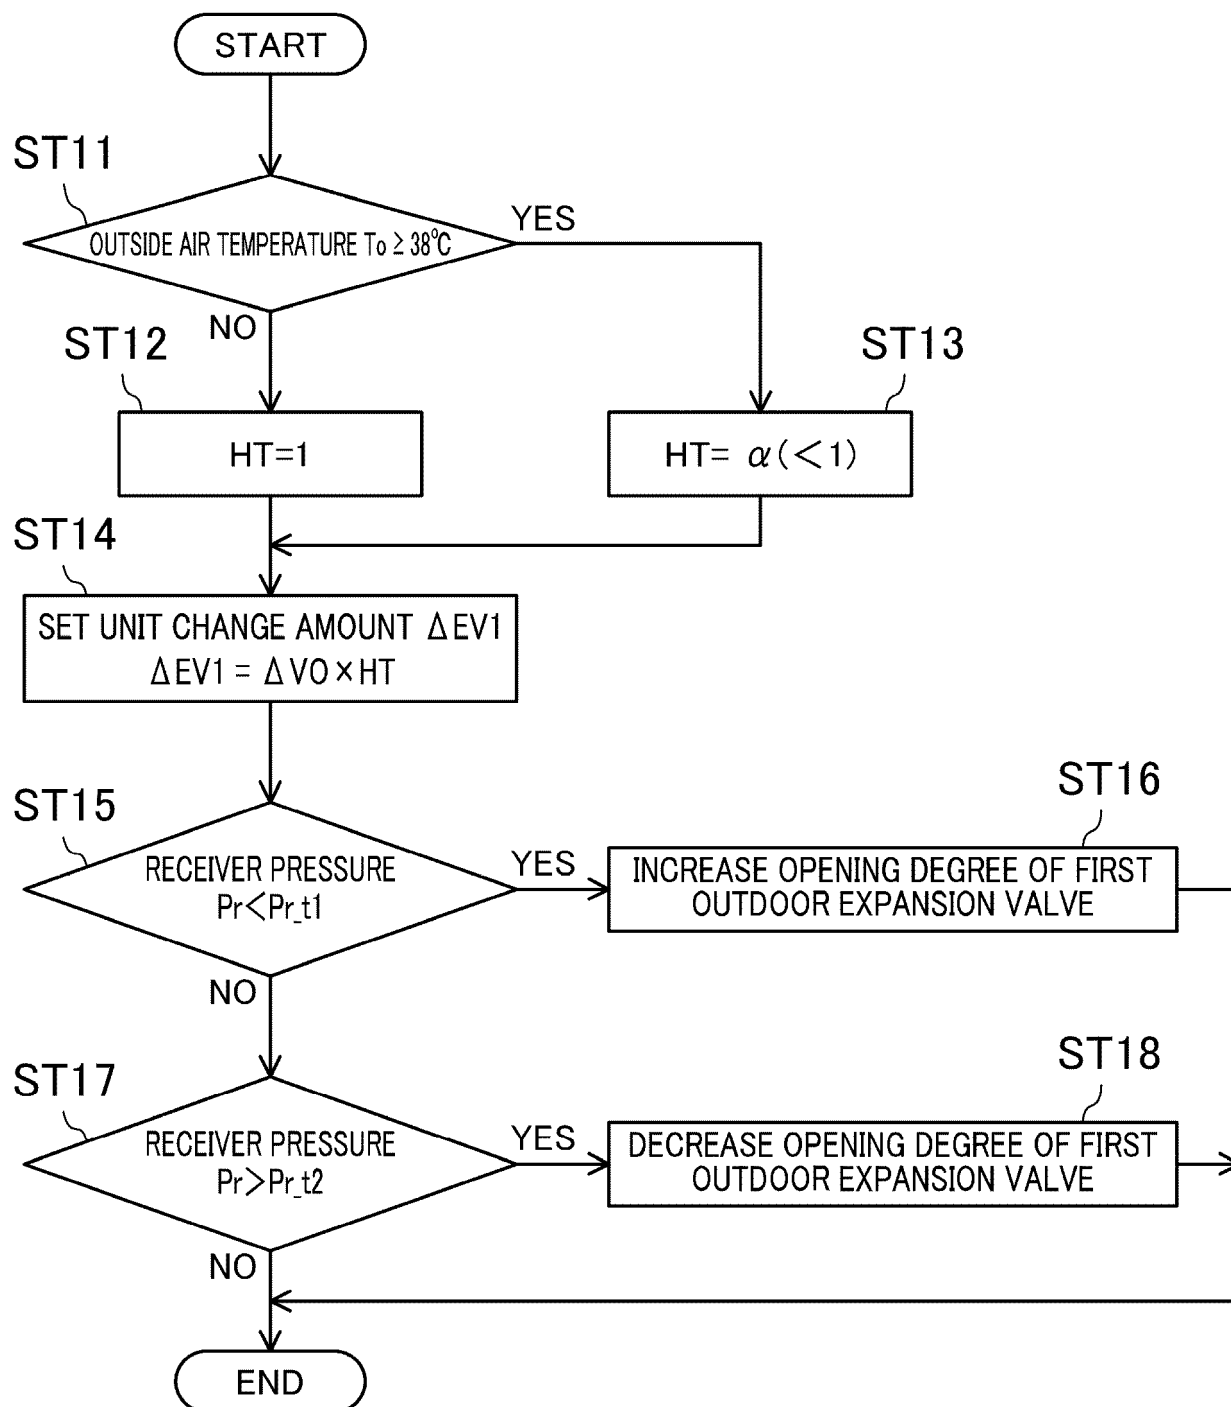 START
ST11
OUTSIDE AIR TEMPERATURE To ≥ 38°C
YES
NO
ST12
HT=1
ST13
HT= α(<1)
ST14
SET UNIT CHANGE AMOUNT ΔEV1
ΔEV1 = ΔVO×HT
ST15
RECEIVER PRESSURE
Pr<Pr_t1
YES
NO
ST16
INCREASE OPENING DEGREE OF FIRST
OUTDOOR EXPANSION VALVE
ST17
RECEIVER PRESSURE
Pr>Pr_t2
YES
NO
ST18
DECREASE OPENING DEGREE OF FIRST
OUTDOOR EXPANSION VALVE
END